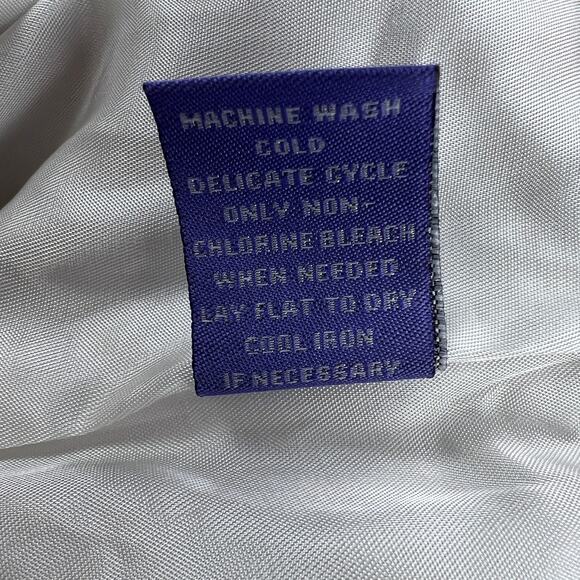 MACHINE WASH
COLD
DELICATE CYCLE
ONLY NON-
CHLORINE BLEACH
WHEN NEEDED
LAY FLAT TO DRY
COOL IRON
IF NECESSARY